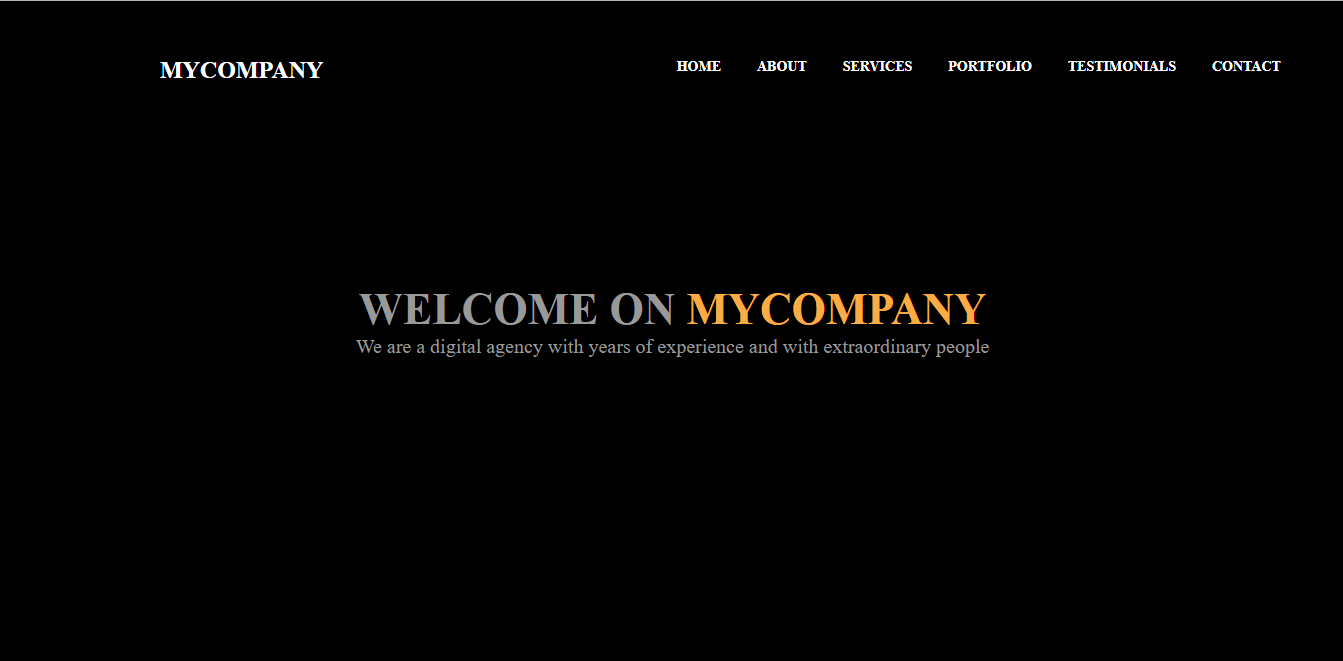 MYCOMPANY
HOME ABOUT SERVICES PORTFOLIO TESTIMONIALS CONTACT
WELCOME ON MYCOMPANY
We are a digital agency with years of experience and with extraordinary people